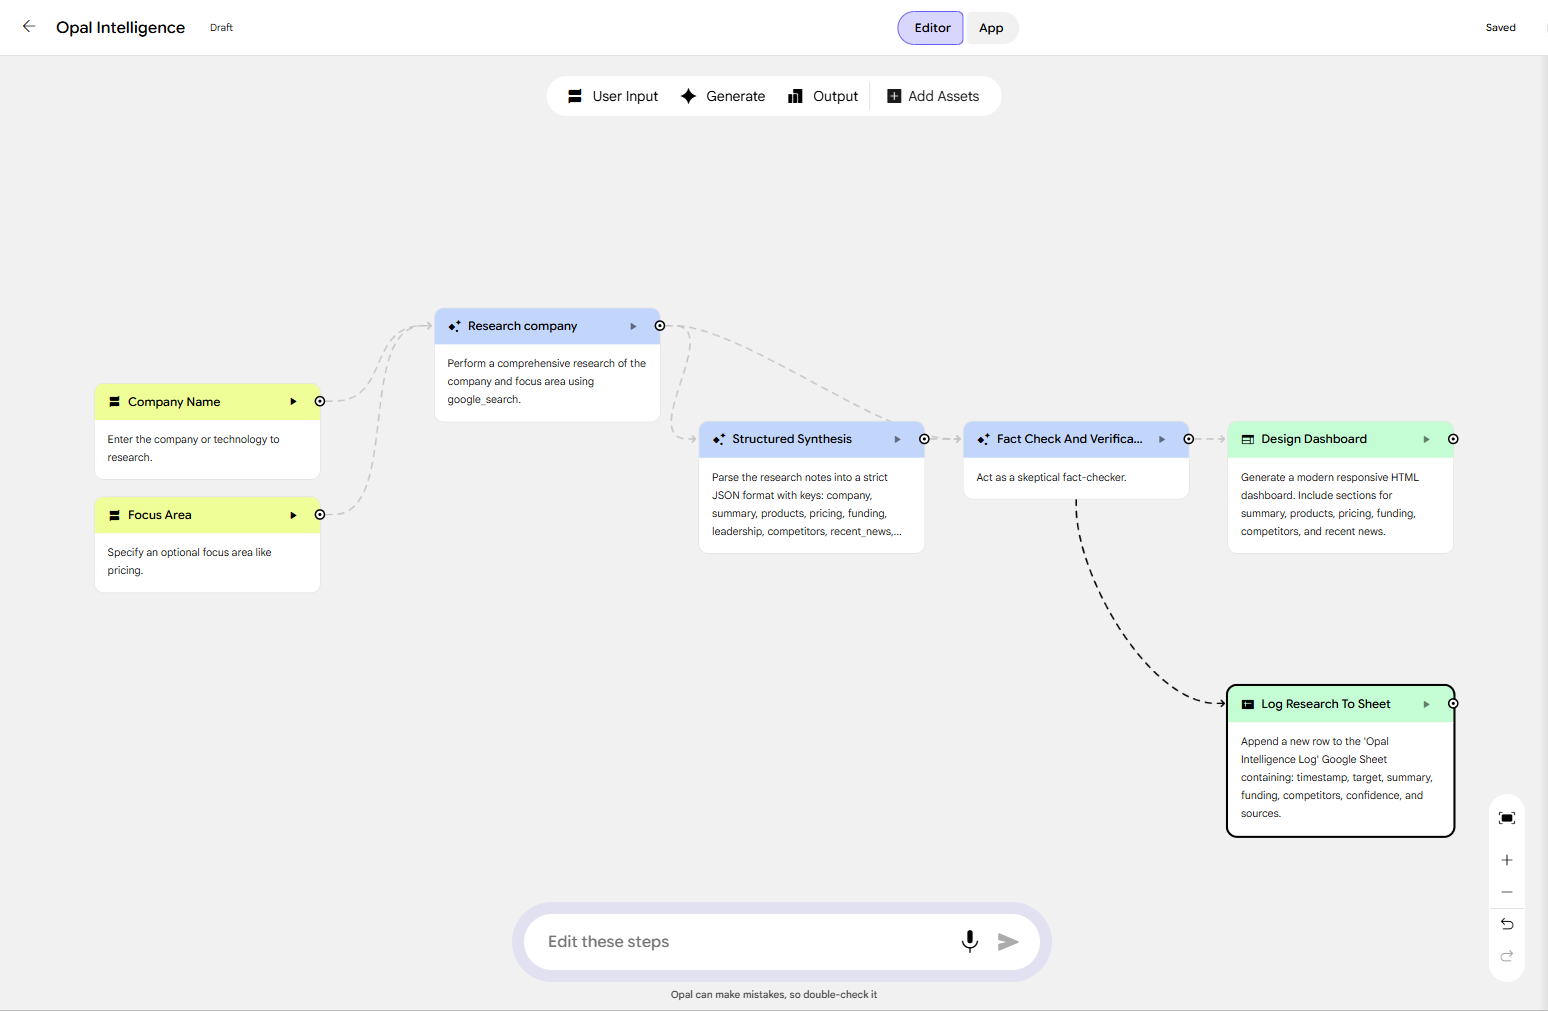 Opal Intelligence
Draft
Editor
App
Saved
User Input
Generate
Output
Add Assets
Research company
Perform a comprehensive research of the
company and focus area using
google_search.
Company Name
Enter the company or technology to
research.
Focus Area
Specify an optional focus area like
pricing.
Structured Synthesis
Parse the research notes into a strict
JSON format with keys: company,
summary, products, pricing, funding,
leadership, competitors, recent_news,...
Fact Check And Verifica...
Act as a skeptical fact-checker.
Design Dashboard
Generate a modern responsive HTML
dashboard. Include sections for
summary, products, pricing, funding,
competitors, and recent news.
Log Research To Sheet
Append a new row to the 'Opal
Intelligence Log' Google Sheet
containing: timestamp, target, summary,
funding, competitors, confidence, and
sources.
Edit these steps
Opal can make mistakes, so double-check it